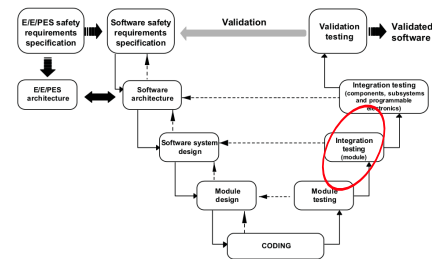 E/E/PES safety
requirements
specification
Software safety
requirements
specification
Validation
Validation
testing
Validated
software
E/E/PES
architecture
Software
architecture
Integration testing
(components, subsystems
and programmable
electronics)
Software system
design
Integration
testing
(module)
Module
design
Module
testing
CODING